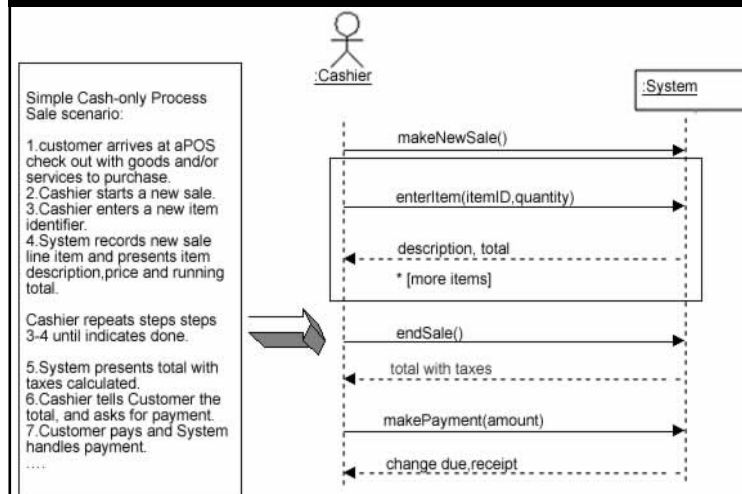 Simple Cash-only Process
Sale scenario:
1.customer arrives at aPOS
check out with goods and/or
services to purchase.
2.Cashier starts a new sale.
3.Cashier enters a new item
identifier.
4.System records new sale
line item and presents item
description,price and running
total.
Cashier repeats steps steps
3-4 until indicates done.
5.System presents total with
taxes calculated.
6.Cashier tells Customer the
total, and asks for payment.
7.Customer pays and System
handles payment.
....
:Cashier
:System
makeNewSale()
enterItem(itemID,quantity)
description, total
* [more items]
endSale()
total with taxes
makePayment(amount)
change due,receipt